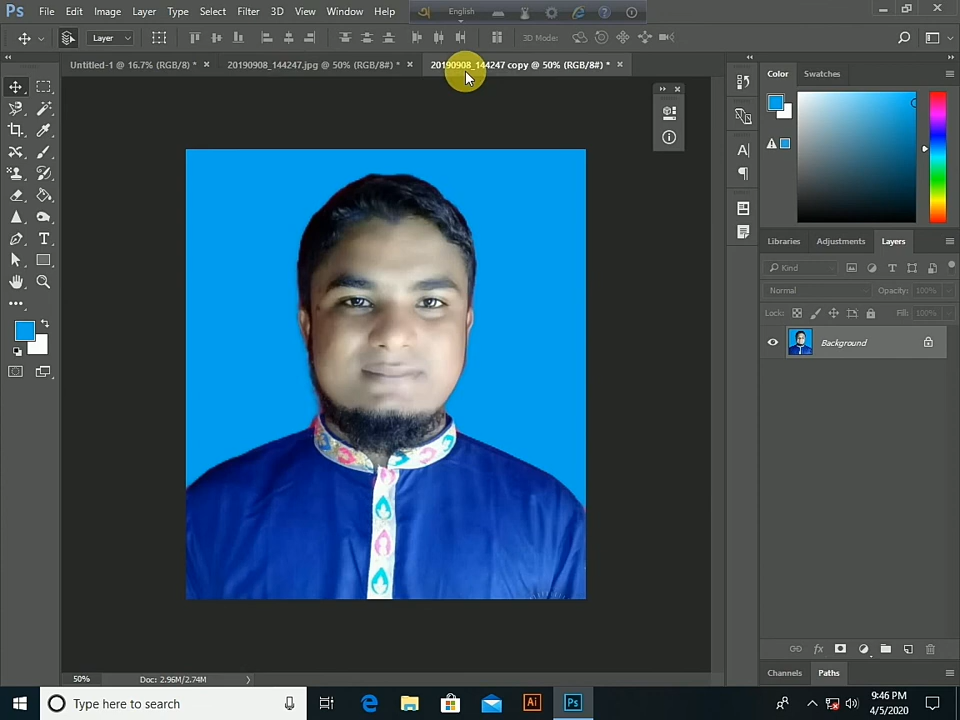 Ps File Edit Image Layer Type Select Filter 3D View Window Help
অ English
Layer 3D Mode:
Untitled-1 @ 16.7% (RGB/8) * × 20190908_144247.jpg @ 50% (RGB/8#) * × 20190908_144247 copy @ 50% (RGB/8#) * ×
Color Swatches
Libraries Adjustments Layers
Kind
Normal Opacity: 100%
Lock: Fill: 100%
Background
fx
Channels Paths
50% Doc: 2.96M/2.74M
Type here to search
Ai Ps
9:46 PM
4/5/2020